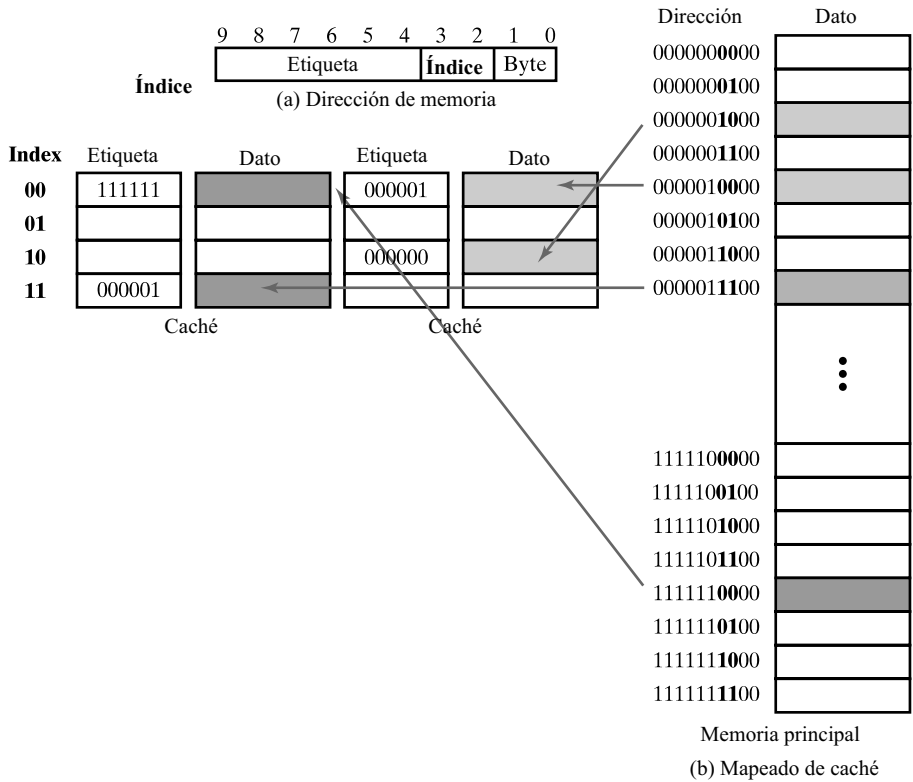 9 8 7 6 5 4 3 2 1 0
Etiqueta Índice Byte
Índice
(a) Dirección de memoria
Index Etiqueta Dato Etiqueta Dato
00 111111 000001
01
10 000000
11 000001
Caché Caché
Dirección Dato
0000000000
0000000100
0000001000
0000001100
0000010000
0000010100
0000011000
0000011100
1111100000
1111100100
1111101000
1111101100
1111110000
1111110100
1111111000
1111111100
Memoria principal
(b) Mapeado de caché